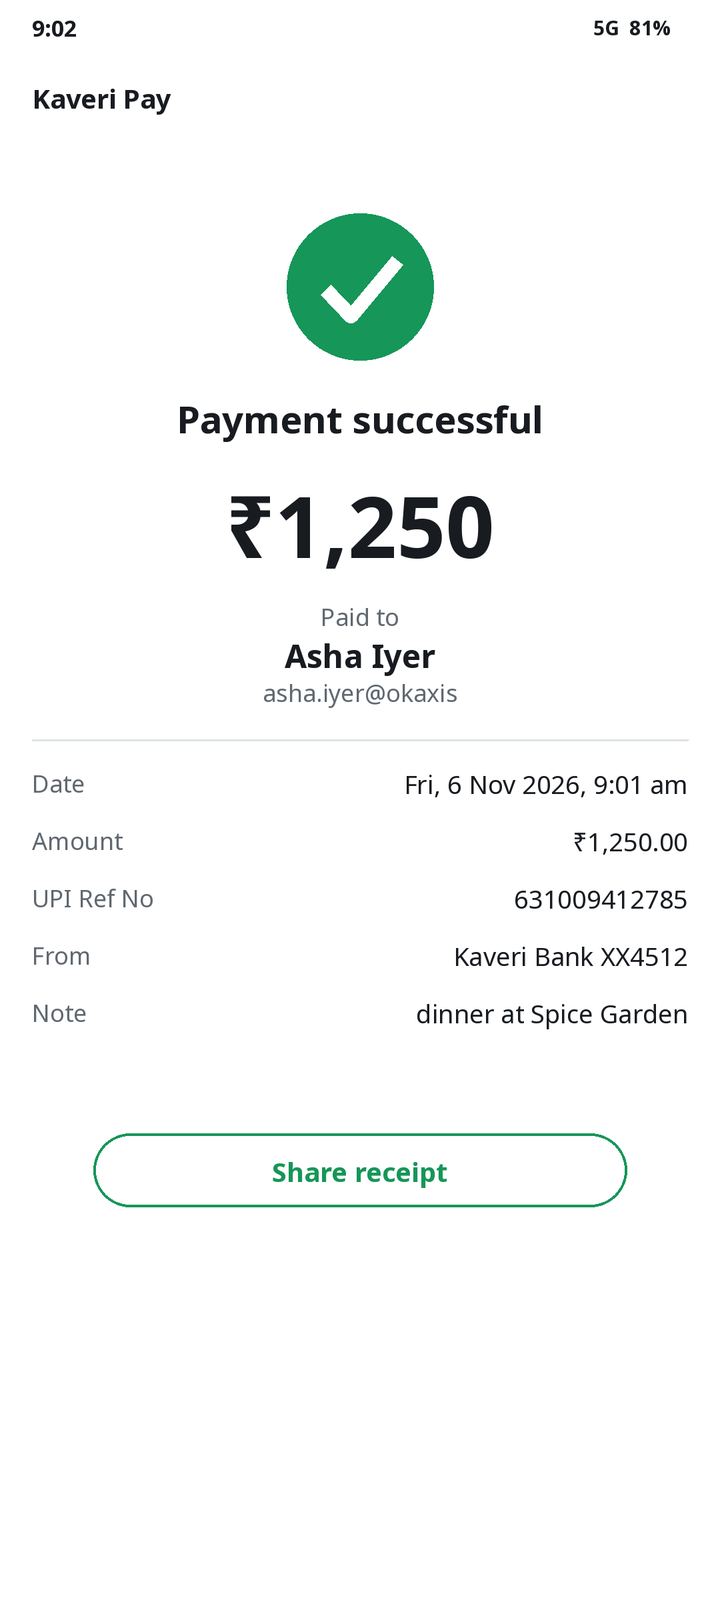 9:02 5G 81%
Kaveri Pay
Payment successful
₹1,250
Paid to
Asha Iyer
asha.iyer@okaxis
Date Fri, 6 Nov 2026, 9:01 am
Amount ₹1,250.00
UPI Ref No 631009412785
From Kaveri Bank XX4512
Note dinner at Spice Garden
Share receipt